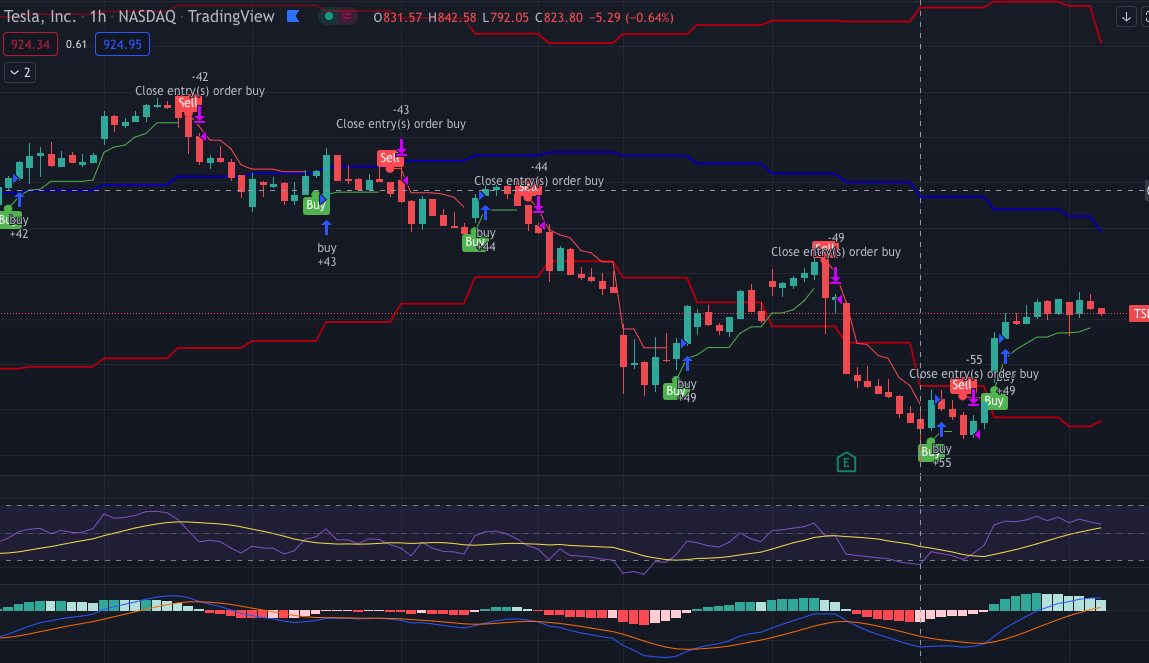 Tesla, Inc. · 1h · NASDAQ · TradingView O831.57 H842.58 L792.05 C823.80 -5.29 (-0.64%)
924.34 0.61 924.95
2
-42
Close entry(s) order buy
Sell
-43
Close entry(s) order buy
Sell
-44
Close entry(s) order buy
Sell
Buy
buy
+42
Buy
buy
+43
Buy
buy
+44
-49
Close entry(s) order buy
Sell
TSL
-55
Close entry(s) order buy
Sell
Buy
buy
+49
buy
+49
Buy
Buy
buy
+55
E